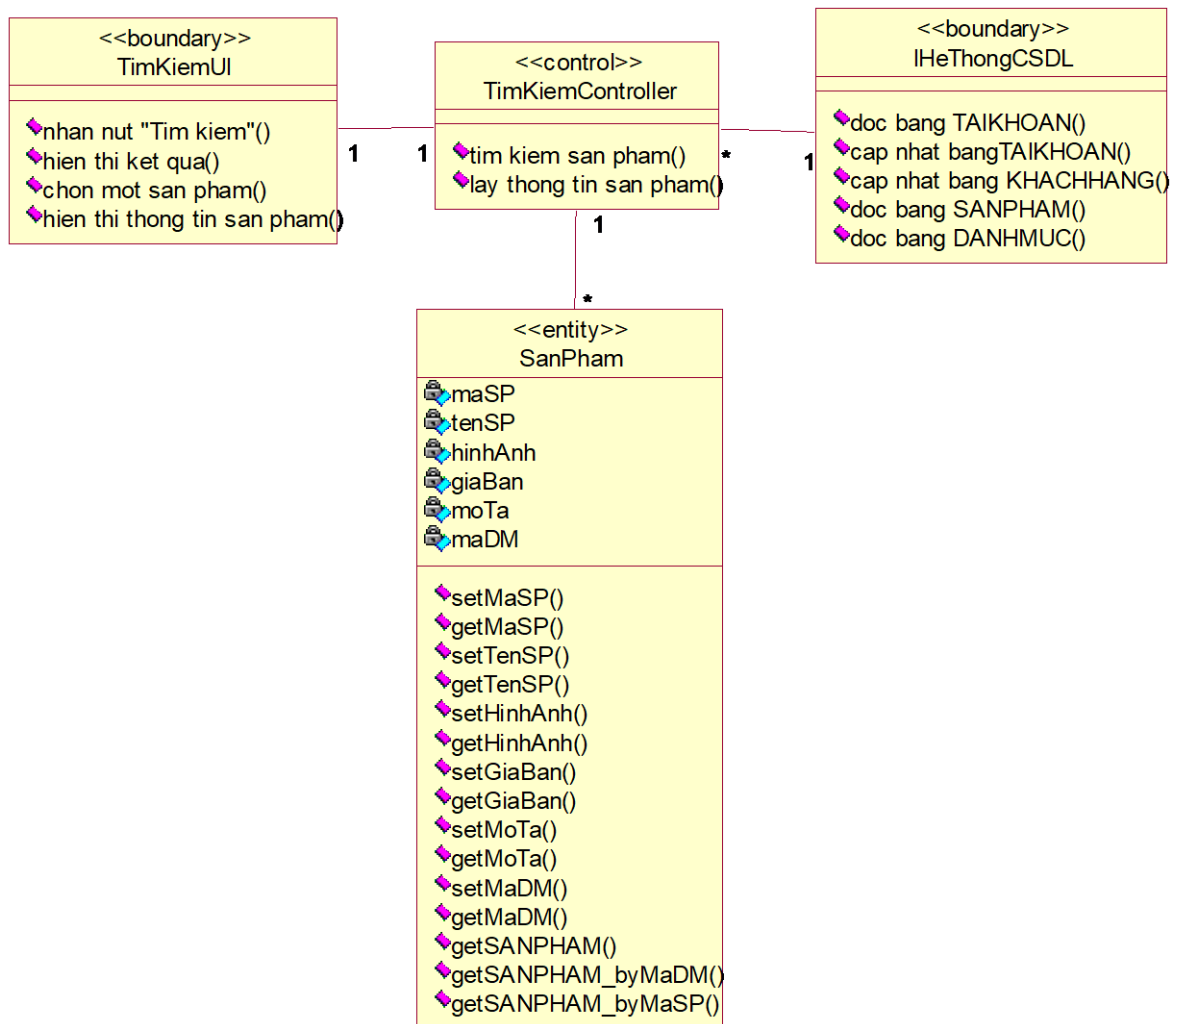 <<boundary>>
TimKiemUI
nhan nut "Tim kiem"()
hien thi ket qua()
chon mot san pham()
hien thi thong tin san pham()
1
1
<<control>>
TimKiemController
tim kiem san pham()
lay thong tin san pham()
*
1
<<boundary>>
IHeThongCSDL
doc bang TAIKHOAN()
cap nhat bangTAIKHOAN()
cap nhat bang KHACHHANG()
doc bang SANPHAM()
doc bang DANHMUC()
1
*
<<entity>>
SanPham
maSP
tenSP
hinhAnh
giaBan
moTa
maDM
setMaSP()
getMaSP()
setTenSP()
getTenSP()
setHinhAnh()
getHinhAnh()
setGiaBan()
getGiaBan()
setMoTa()
getMoTa()
setMaDM()
getMaDM()
getSANPHAM()
getSANPHAM_byMaDM()
getSANPHAM_byMaSP()